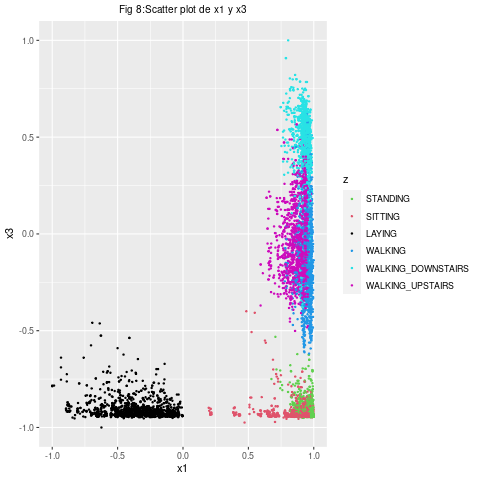 Fig 8:Scatter plot de x1 y x3
1.0
0.5
0.0
-0.5
-1.0
x3
-1.0 -0.5 0.0 0.5 1.0
x1
z
STANDING
SITTING
LAYING
WALKING
WALKING_DOWNSTAIRS
WALKING_UPSTAIRS